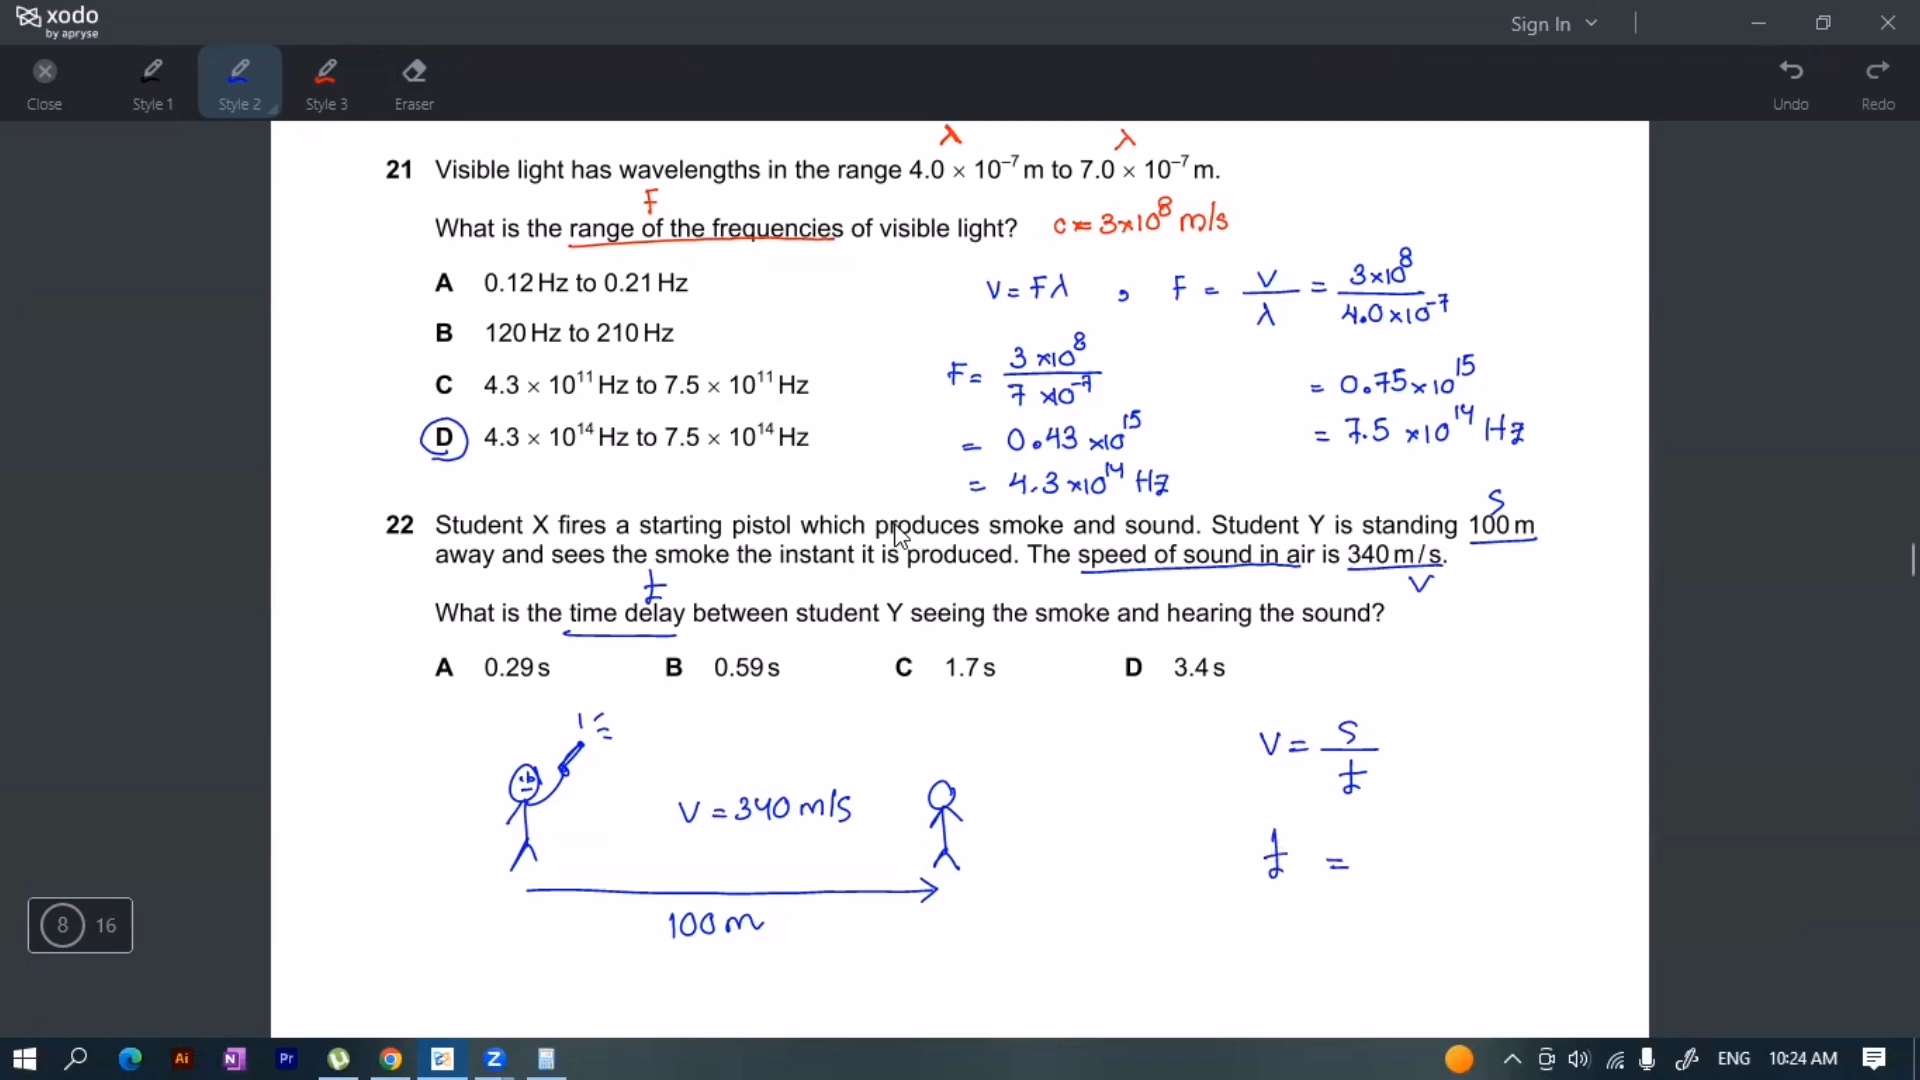 xodo
by apryse
Sign In
Close
Style 1
Style 2
Style 3
Eraser
Undo
Redo
λ λ
21 Visible light has wavelengths in the range 4.0 × 10⁻⁷ m to 7.0 × 10⁻⁷ m.
F
What is the range of the frequencies of visible light? c = 3×10⁸ m/s
A 0.12 Hz to 0.21 Hz
B 120 Hz to 210 Hz
C 4.3 × 10¹¹ Hz to 7.5 × 10¹¹ Hz
D 4.3 × 10¹⁴ Hz to 7.5 × 10¹⁴ Hz
V = Fλ , F = V/λ = 3×10⁸/4.0×10⁻⁷
= 0.75×10¹⁵
= 7.5 ×10¹⁴ Hz
F = 3 ×10⁸/7 ×10⁻⁷
= 0.43 ×10¹⁵
= 4.3 ×10¹⁴ Hz
S
22 Student X fires a starting pistol which produces smoke and sound. Student Y is standing 100 m
away and sees the smoke the instant it is produced. The speed of sound in air is 340 m / s.
t V
What is the time delay between student Y seeing the smoke and hearing the sound?
A 0.29 s B 0.59 s C 1.7 s D 3.4 s
V = 340 m/s
100 m
V = S/t
t =
8 16
Ai
N
Pr
Z
ENG
10:24 AM